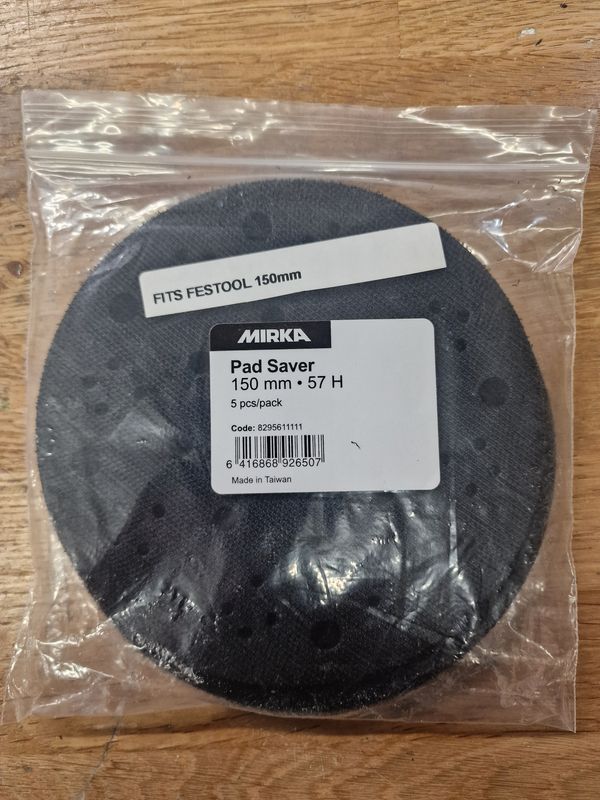 FITS FESTOOL 150mm
MIRKA
Pad Saver
150 mm • 57 H
5 pcs/pack
Code: 8295611111
6 416868 926507
Made in Taiwan